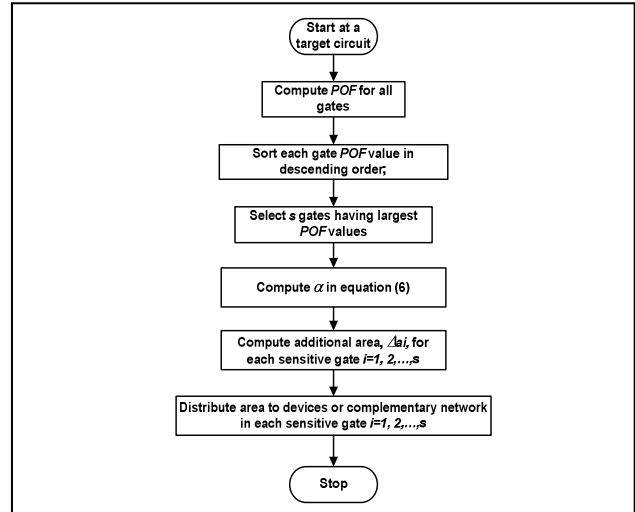 Start at a
target circuit
Compute POF for all
gates
Sort each gate POF value in
descending order;
Select s gates having largest
POF values
Compute α in equation (6)
Compute additional area, Δai, for
each sensitive gate i=1, 2,...,s
Distribute area to devices or complementary network
in each sensitive gate i=1, 2,...,s
Stop